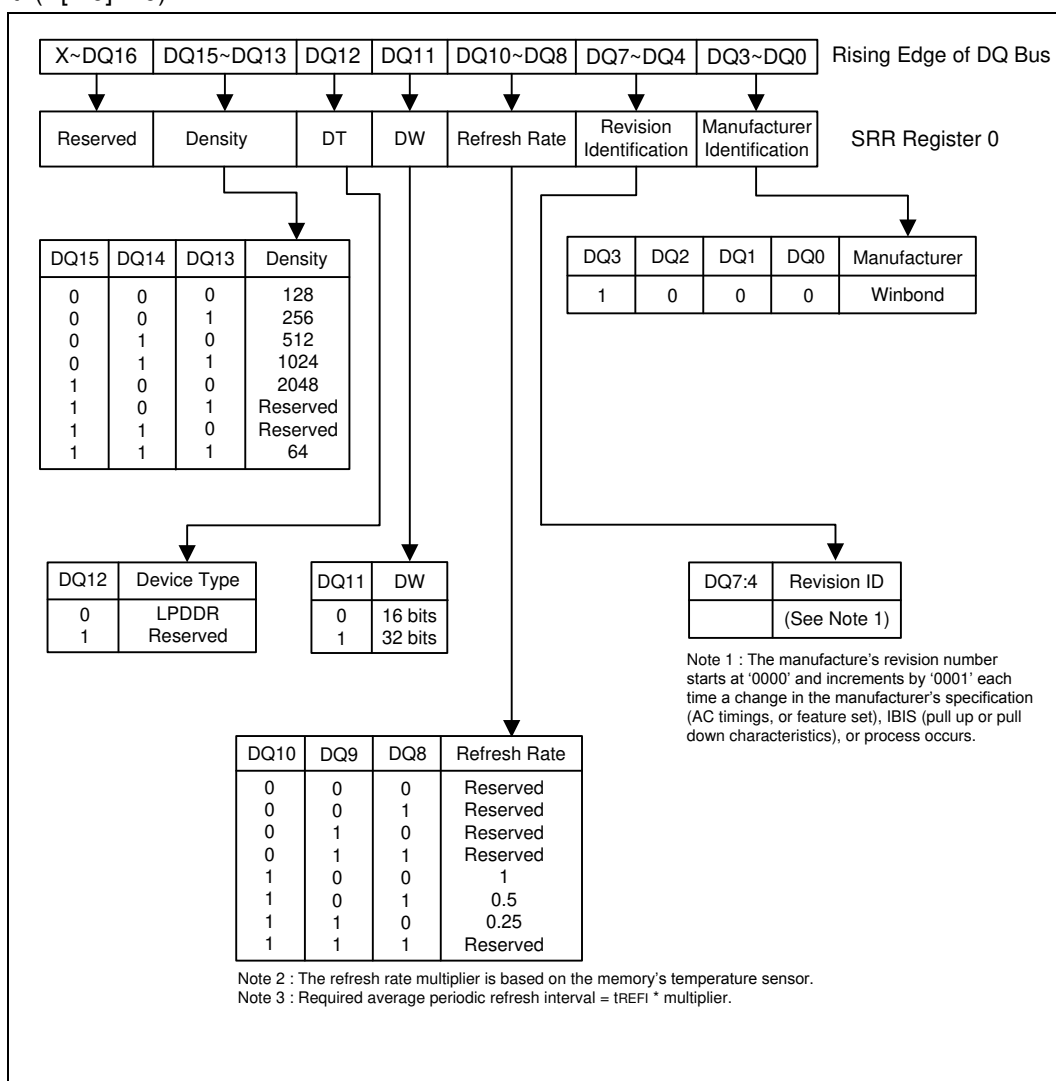 X~DQ16 DQ15~DQ13 DQ12 DQ11 DQ10~DQ8 DQ7~DQ4 DQ3~DQ0 Rising Edge of DQ Bus
Reserved Density DT DW Refresh Rate Revision Identification Manufacturer Identification SRR Register 0
DQ15 DQ14 DQ13 Density
0 0 0 128
0 0 1 256
0 1 0 512
0 1 1 1024
1 0 0 2048
1 0 1 Reserved
1 1 0 Reserved
1 1 1 64
DQ3 DQ2 DQ1 DQ0 Manufacturer
1 0 0 0 Winbond
DQ12 Device Type
0 LPDDR
1 Reserved
DQ11 DW
0 16 bits
1 32 bits
DQ7:4 Revision ID
(See Note 1)
Note 1 : The manufacture's revision number
starts at ‘0000’ and increments by ‘0001’ each
time a change in the manufacturer's specification
(AC timings, or feature set), IBIS (pull up or pull
down characteristics), or process occurs.
DQ10 DQ9 DQ8 Refresh Rate
0 0 0 Reserved
0 0 1 Reserved
0 1 0 Reserved
0 1 1 Reserved
1 0 0 1
1 0 1 0.5
1 1 0 0.25
1 1 1 Reserved
Note 2 : The refresh rate multiplier is based on the memory's temperature sensor.
Note 3 : Required average periodic refresh interval = tREFI * multiplier.